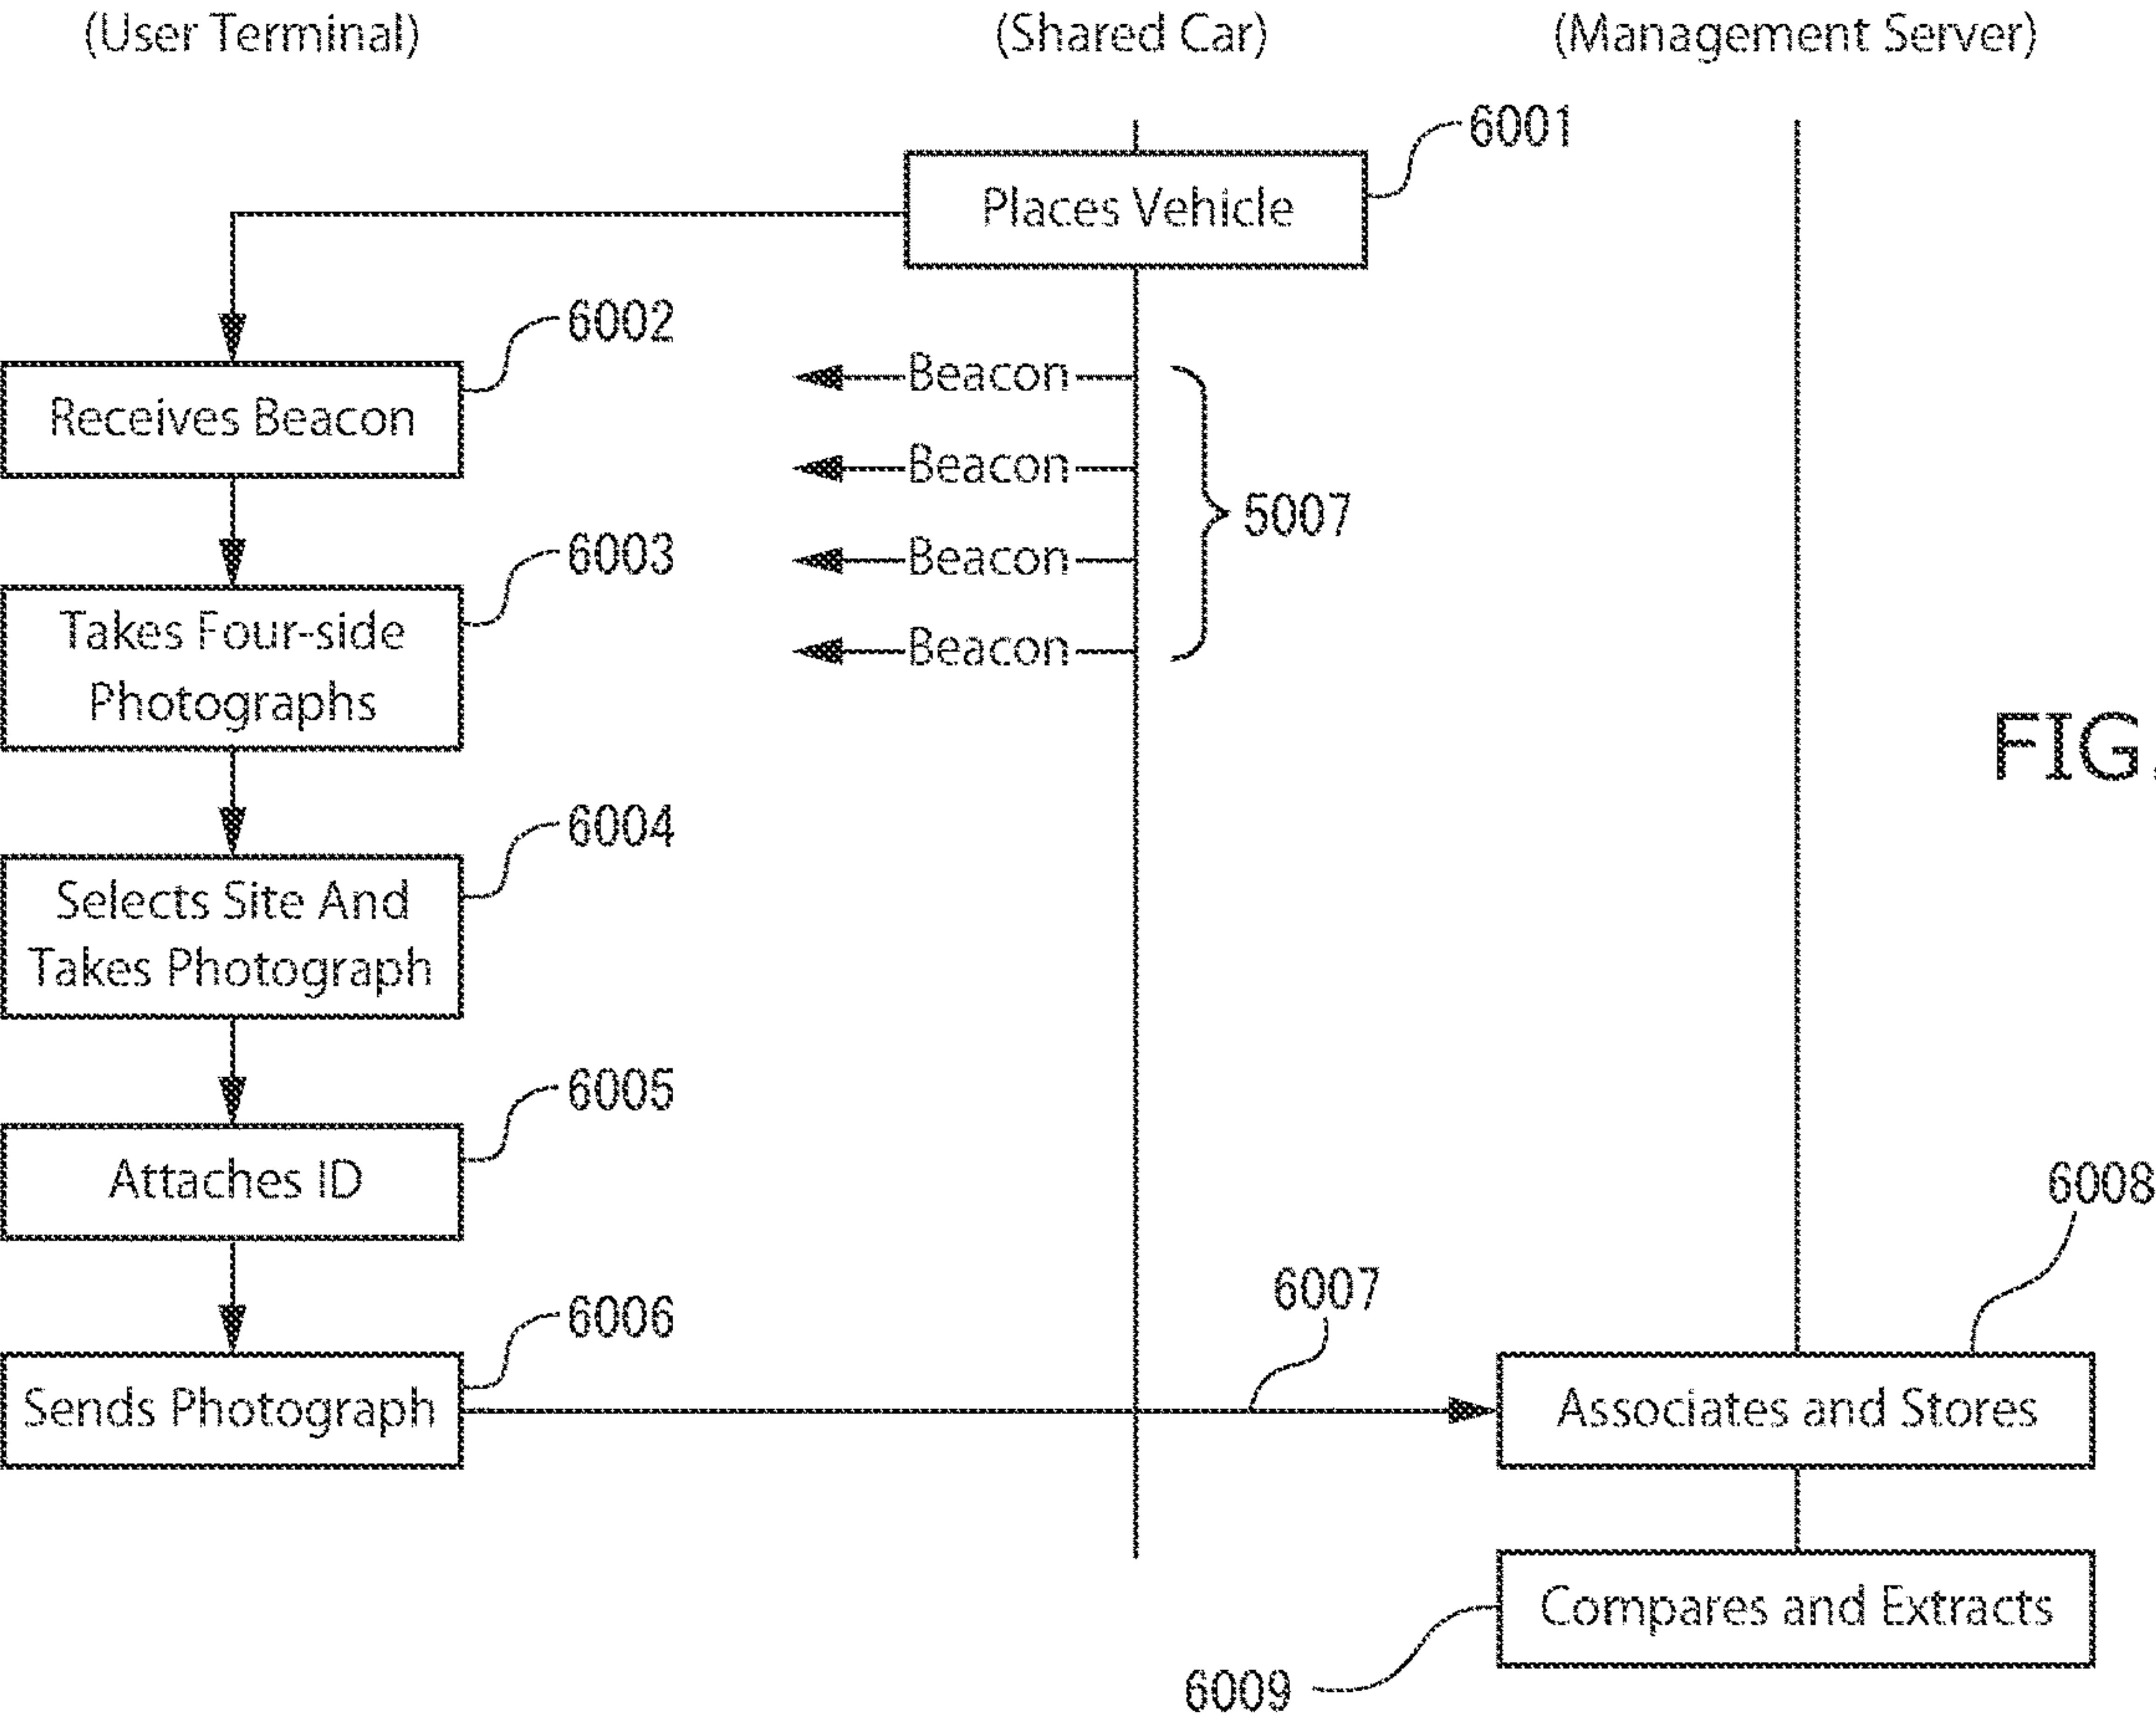 (User Terminal)
(Shared Car)
(Management Server)
6001
Places Vehicle
6002
Receives Beacon
Beacon
Beacon
Beacon
Beacon
5007
6003
Takes Four-side
Photographs
FIG.
6004
Selects Site And
Takes Photograph
6005
Attaches ID
6006
Sends Photograph
6007
6008
Associates and Stores
Compares and Extracts
6009